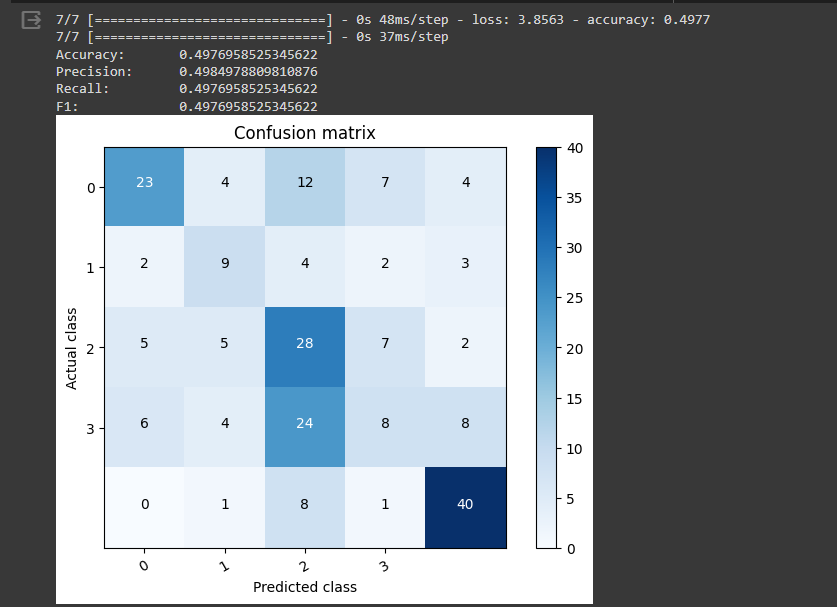 7/7 [==============================] - 0s 48ms/step - loss: 3.8563 - accuracy: 0.4977
7/7 [==============================] - 0s 37ms/step
Accuracy: 0.4976958525345622
Precision: 0.4984978809810876
Recall: 0.4976958525345622
F1: 0.4976958525345622
Confusion matrix
0 23 4 12 7 4
1 2 9 4 2 3
2 5 5 28 7 2
3 6 4 24 8 8
0 1 8 1 40
0 1 2 3
Actual class
Predicted class
40
35
30
25
20
15
10
5
0